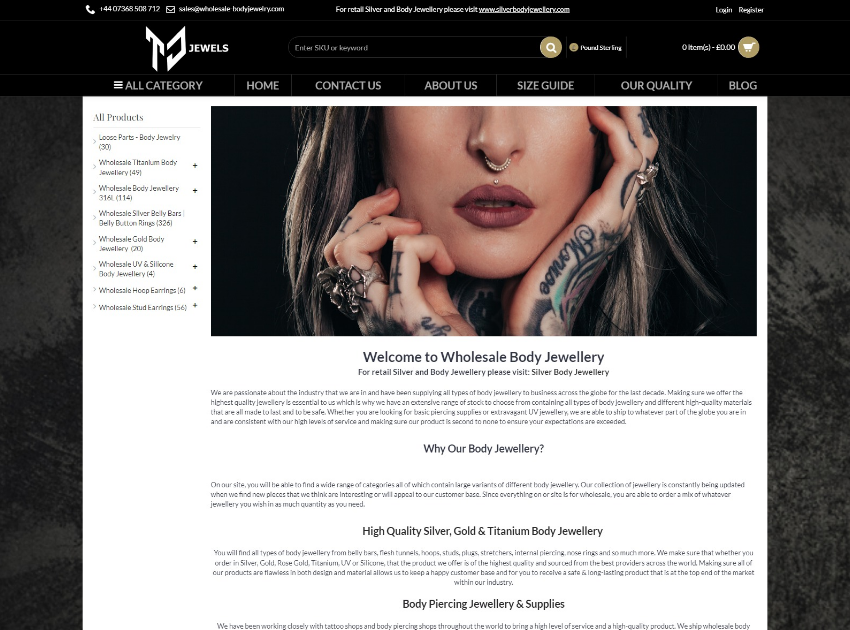 +44 07368 508 712 sales@wholesale-bodyjewelry.com For retail Silver and Body Jewellery please visit www.silverbodyjewellery.com Login Register
JEWELS Enter SKU or keyword Pound Sterling 0 item(s) - £0.00
ALL CATEGORY HOME CONTACT US ABOUT US SIZE GUIDE OUR QUALITY BLOG
All Products
Loose Parts - Body Jewelry
(30)
Wholesale Titanium Body
Jewellery (49) +
Wholesale Body Jewellery
316L (114) +
Wholesale Silver Belly Bars |
Belly Button Rings (326)
Wholesale Gold Body
Jewellery (20) +
Wholesale UV & Silicone
Body Jewellery (4) +
Wholesale Hoop Earrings (6) +
Wholesale Stud Earrings (56) +
Monroe
Welcome to Wholesale Body Jewellery
For retail Silver and Body Jewellery please visit: Silver Body Jewellery
We are passionate about the industry that we are in and have been supplying all types of body jewellery to business across the globe for the last decade. Making sure we offer the
highest quality jewellery is essential to us which is why we have an extensive range of stock to choose from containing all types of body jewellery and different high-quality materials
that are all made to last and to be safe. Whether you are looking for basic piercing supplies or extravagant UV jewellery, we are able to ship to whatever part of the globe you are in
and are consistent with our high levels of service and making sure our product is second to none to ensure your expectations are exceeded.
Why Our Body Jewellery?
On our site, you will be able to find a wide range of categories all of which contain large variants of different body jewellery. Our collection of jewellery is constantly being updated
when we find new pieces that we think are interesting or will appeal to our customer base. Since everything on or site is for wholesale, you are able to order a mix of whatever
jewellery you wish in as much quantity as you need.
High Quality Silver, Gold & Titanium Body Jewellery
You will find all types of body jewellery from belly bars, flesh tunnels, hoops, studs, plugs, stretchers, internal piercing, nose rings and so much more. We make sure that whether you
order in Silver, Gold, Rose Gold, Titanium, UV or Silicone, that the product we offer is of the highest quality and sourced from the best providers across the world. Making sure all of
our products are flawless in both design and material allows us to keep a happy customer base and for you to receive a safe & long-lasting product that is at the top end of the market
within our industry.
Body Piercing Jewellery & Supplies
We have been working closely with tattoo shops and body piercing shops throughout the world to bring a high level of service and a high-quality product. We ship wholesale body